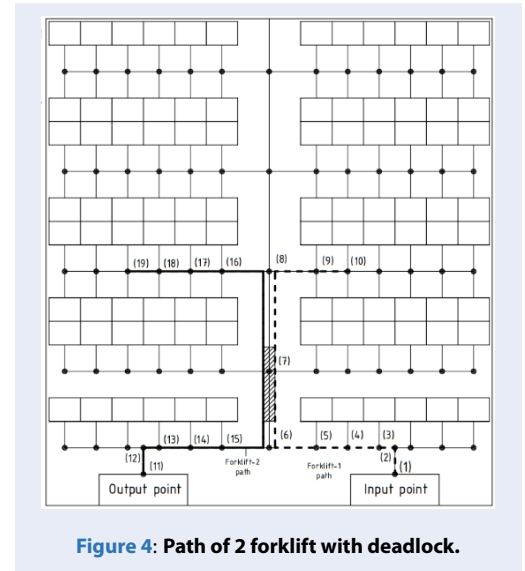 (19) (18) (17) (16) (8) (9) (10)
(7)
(13) (14) (15) (6) (5) (4) (3)
(12) (2)
(11) (1)
Forklift-2
path
Forklift-1
path
Output point
Input point
Figure 4: Path of 2 forklift with deadlock.